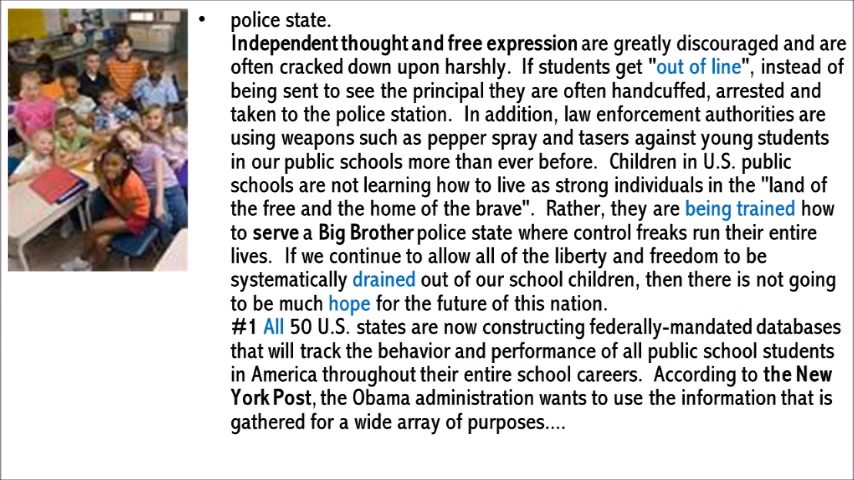 • police state.
Independent thought and free expression are greatly discouraged and are
often cracked down upon harshly. If students get "out of line", instead of
being sent to see the principal they are often handcuffed, arrested and
taken to the police station. In addition, law enforcement authorities are
using weapons such as pepper spray and tasers against young students
in our public schools more than ever before. Children in U.S. public
schools are not learning how to live as strong individuals in the "land of
the free and the home of the brave". Rather, they are being trained how
to serve a Big Brother police state where control freaks run their entire
lives. If we continue to allow all of the liberty and freedom to be
systematically drained out of our school children, then there is not going
to be much hope for the future of this nation.
#1 All 50 U.S. states are now constructing federally-mandated databases
that will track the behavior and performance of all public school students
in America throughout their entire school careers. According to the New
York Post, the Obama administration wants to use the information that is
gathered for a wide array of purposes....